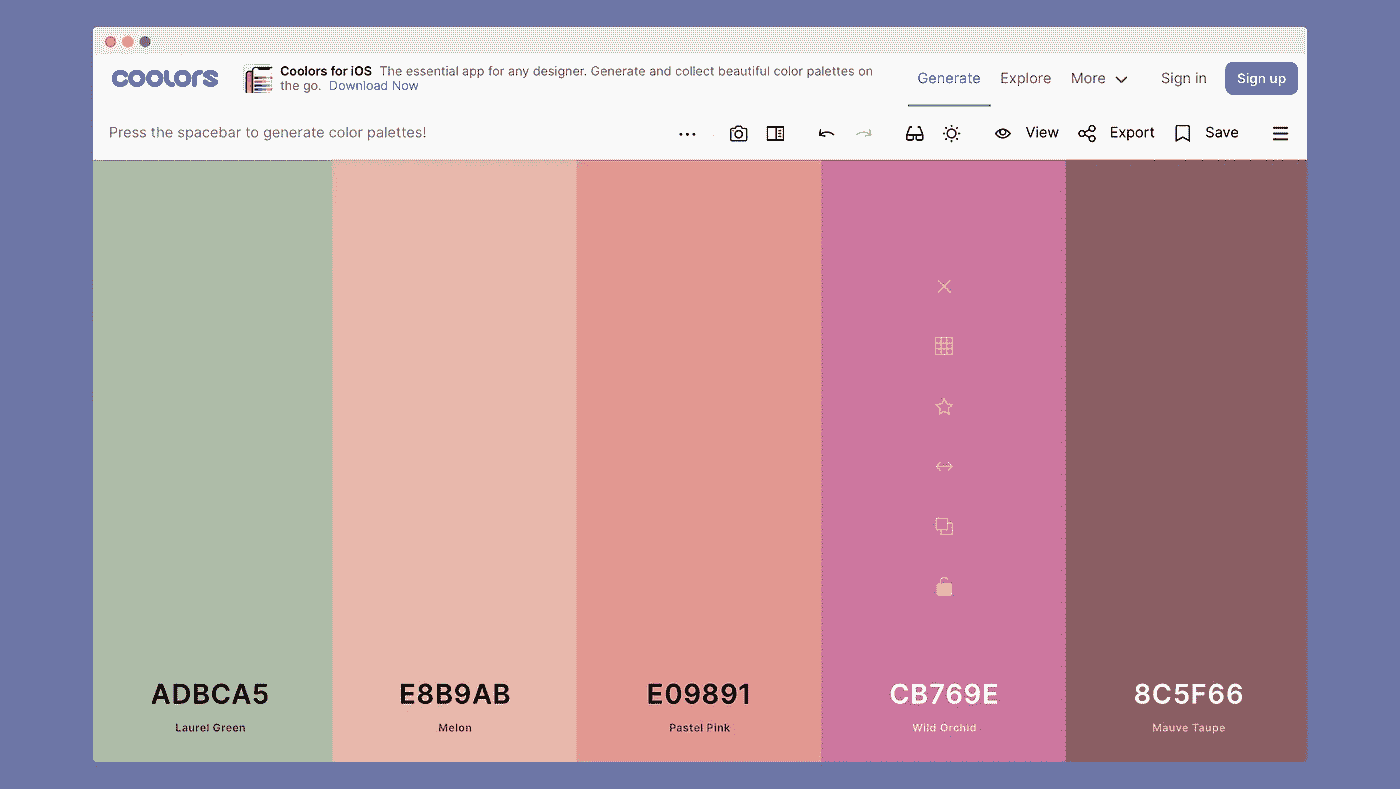 coolors
Coolors for iOS The essential app for any designer. Generate and collect beautiful color palettes on
the go. Download Now
Generate Explore More Sign in Sign up
Press the spacebar to generate color palettes!
View Export Save
ADBCA5 E8B9AB E09891 CB769E 8C5F66
Laurel Green Melon Pastel Pink Wild Orchid Mauve Taupe